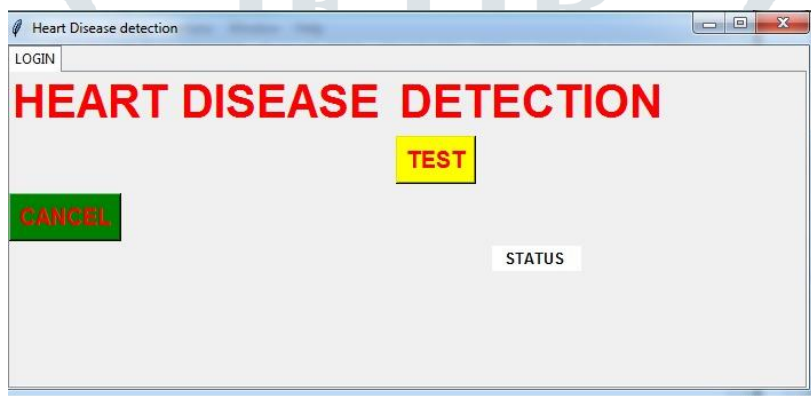 Heart Disease detection
LOGIN
HEART DISEASE DETECTION
TEST
CANCEL
STATUS